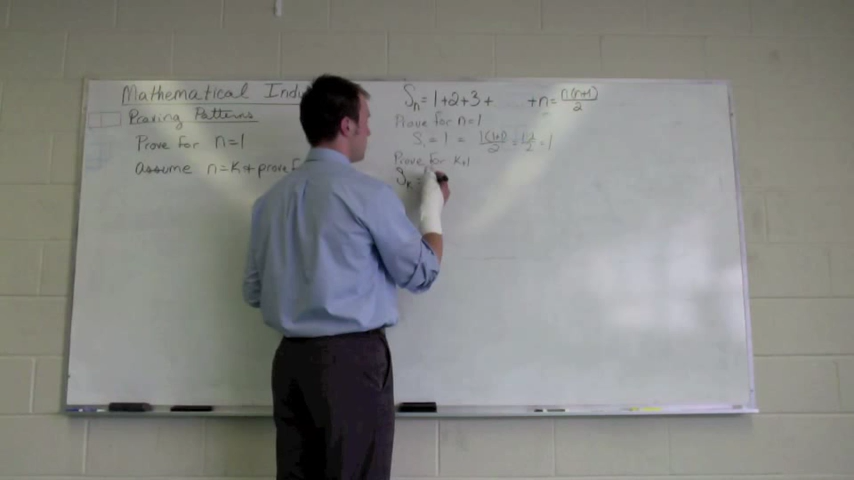 Mathematical Indu
Proving Patterns
Prove for n=1
assume n=K + prove f
Sn = 1+2+3+ +n = n(n+1)/2
Prove for n=1
S1 = 1 = 1(1+1)/2 = 1·2/2 = 1
Prove for K+1
SK =